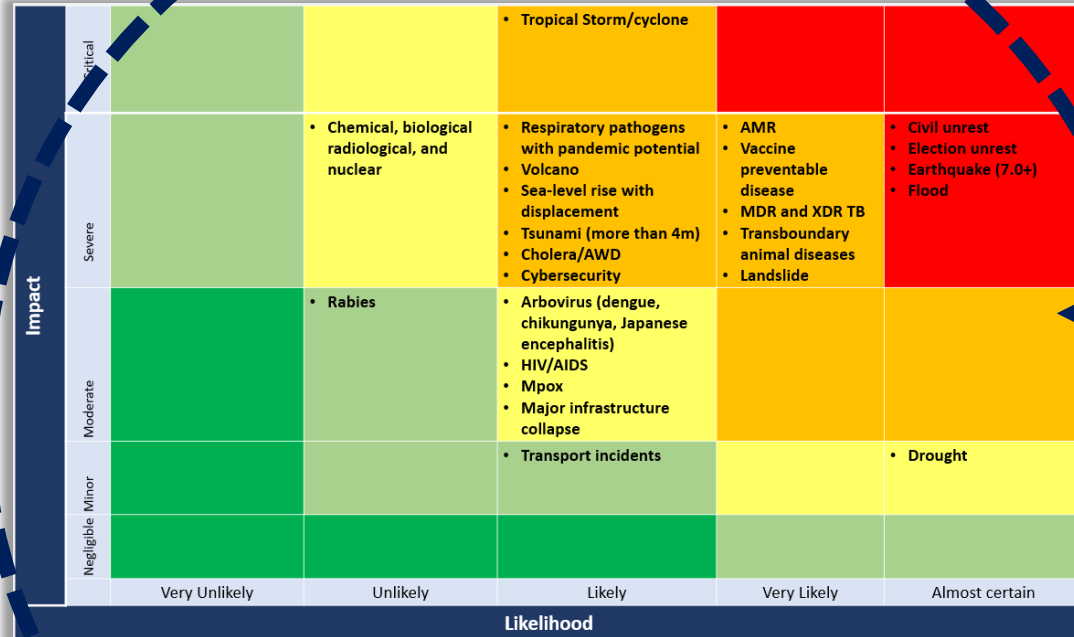 Impact
Critical
• Tropical Storm/cyclone
Severe
• Chemical, biological
radiological, and
nuclear
• Respiratory pathogens
with pandemic potential
• Volcano
• Sea-level rise with
displacement
• Tsunami (more than 4m)
• Cholera/AWD
• Cybersecurity
• AMR
• Vaccine
preventable
disease
• MDR and XDR TB
• Transboundary
animal diseases
• Landslide
• Civil unrest
• Election unrest
• Earthquake (7.0+)
• Flood
Moderate
• Rabies
• Arbovirus (dengue,
chikungunya, Japanese
encephalitis)
• HIV/AIDS
• Mpox
• Major infrastructure
collapse
Minor
• Transport incidents
• Drought
Negligible
Very Unlikely
Unlikely
Likely
Very Likely
Almost certain
Likelihood